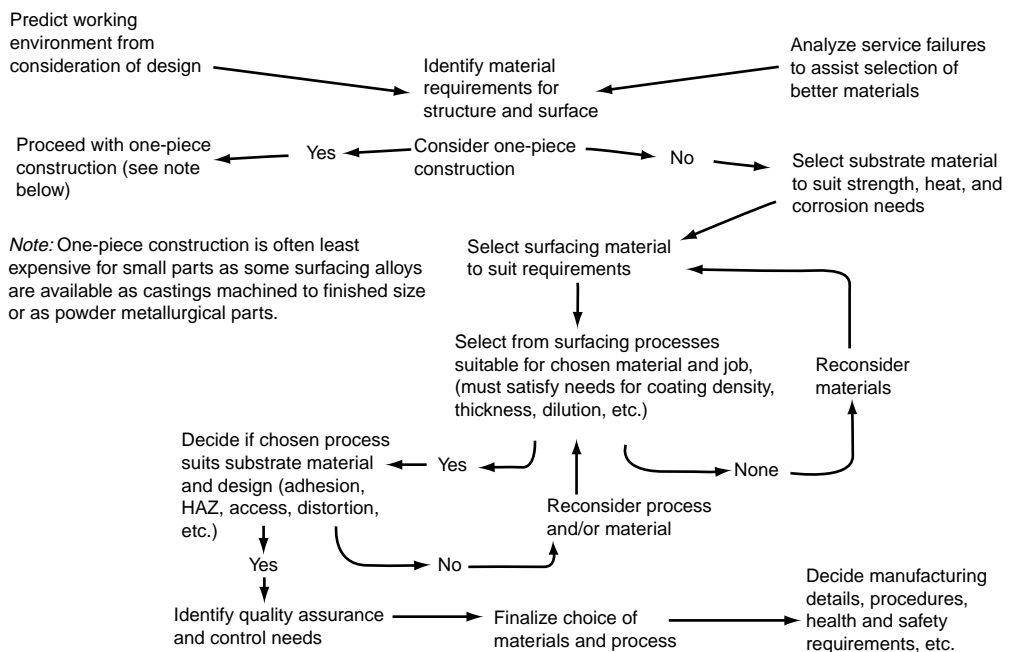 Predict working
environment from
consideration of design
Identify material
requirements for
structure and surface
Analyze service failures
to assist selection of
better materials
Proceed with one-piece
construction (see note
below)
Yes
Consider one-piece
construction
No
Select substrate material
to suit strength, heat, and
corrosion needs
Note: One-piece construction is often least
expensive for small parts as some surfacing alloys
are available as castings machined to finished size
or as powder metallurgical parts.
Select surfacing material
to suit requirements
Select from surfacing processes
suitable for chosen material and job,
(must satisfy needs for coating density,
thickness, dilution, etc.)
Reconsider
materials
Decide if chosen process
suits substrate material
and design (adhesion,
HAZ, access, distortion,
etc.)
Yes
None
Reconsider process
and/or material
Yes
No
Identify quality assurance
and control needs
Finalize choice of
materials and process
Decide manufacturing
details, procedures,
health and safety
requirements, etc.